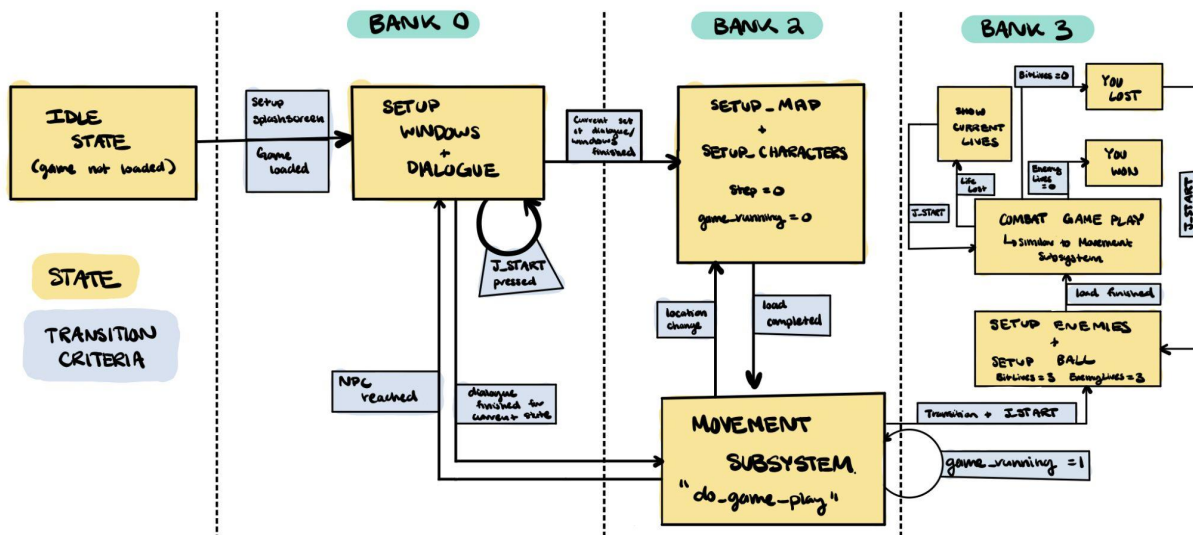 BANK 0
BANK 2
BANK 3
IDLE
STATE
(game not loaded)
Setup
Splashscreen
Game
loaded
SETUP
WINDOWS
+
DIALOGUE
J_START
pressed
Current set
of dialogue/
windows
finished
SETUP_MAP
+
SETUP_CHARACTERS
Step = 0
game_running = 0
location
change
load
completed
NPC
reached
dialogue
finished for
current state
MOVEMENT
SUBSYSTEM
"do_game_play"
game_running = 1
Transition + J_START
SETUP ENEMIES
+
SETUP BALL
BitLives = 3 EnemyLives = 3
load finished
COMBAT GAME PLAY
↳ Similar to Movement
Subsystem
Life
Lost
J_START
SHOW
CURRENT
LIVES
BitLives = 0
YOU
LOST
Enemy
Lives
= 0
YOU
WON
J_START
STATE
TRANSITION
CRITERIA